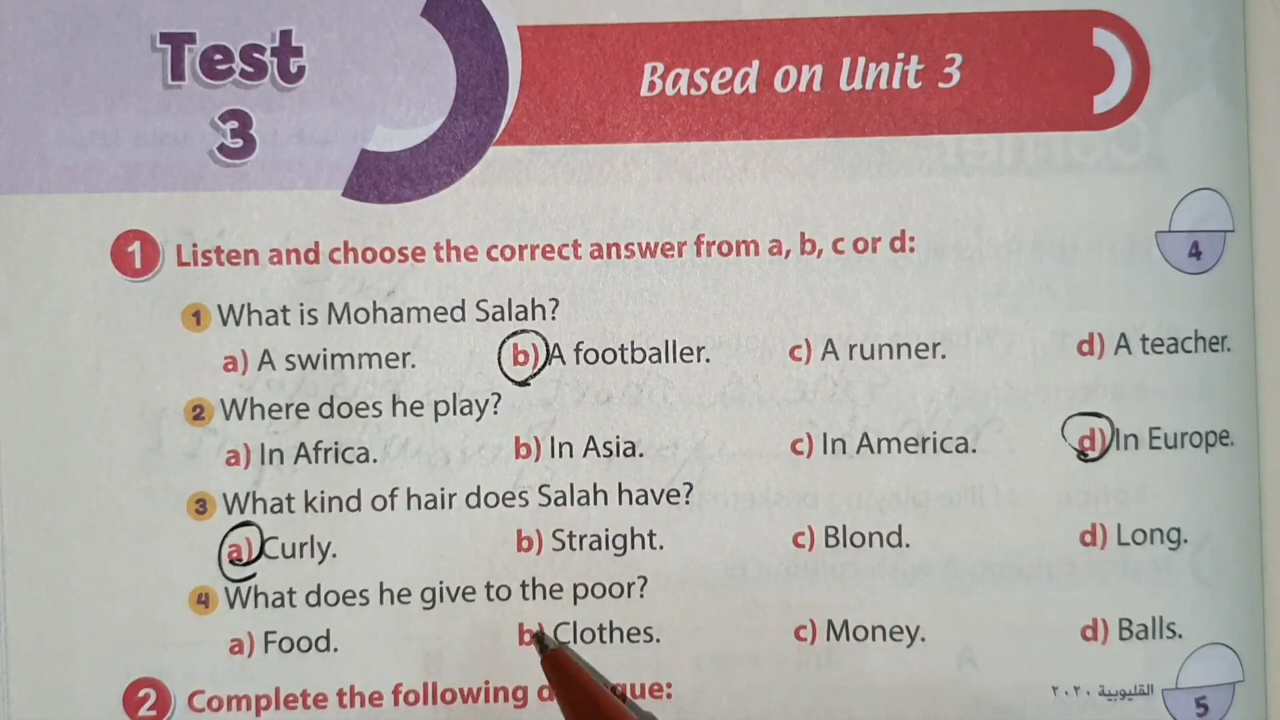 Test
3
Based on Unit 3
1 Listen and choose the correct answer from a, b, c or d:
4
1 What is Mohamed Salah?
a) A swimmer. b) A footballer. c) A runner. d) A teacher.
2 Where does he play?
a) In Africa. b) In Asia. c) In America. d) In Europe.
3 What kind of hair does Salah have?
a) Curly. b) Straight. c) Blond. d) Long.
4 What does he give to the poor?
a) Food. b) Clothes. c) Money. d) Balls.
2 Complete the following
القليوبية ٢٠٢٠
5